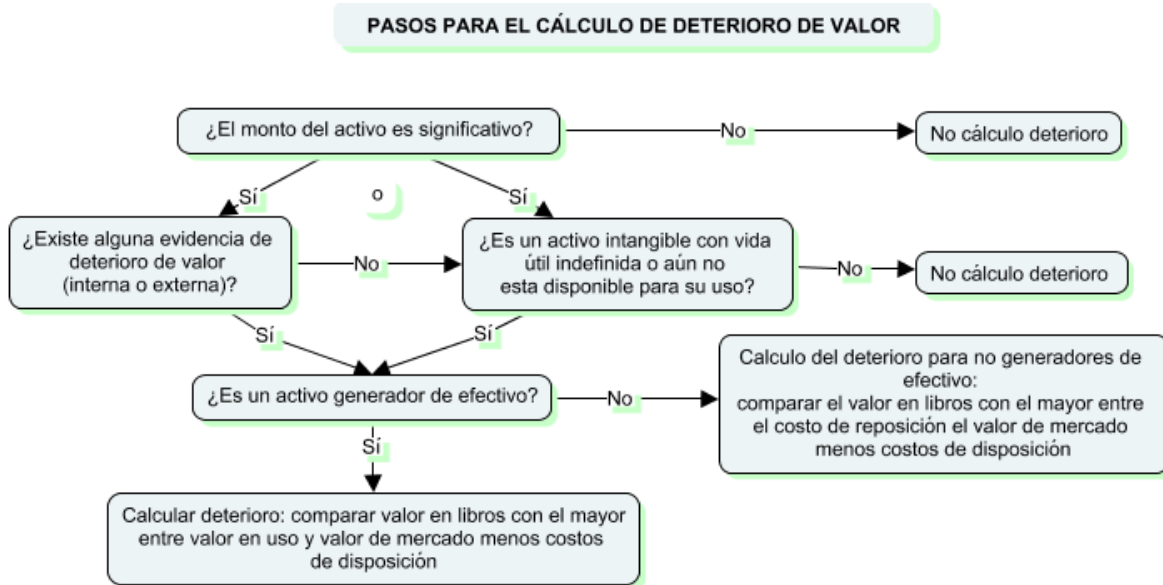 PASOS PARA EL CÁLCULO DE DETERIORO DE VALOR
¿El monto del activo es significativo?
No
No cálculo deterioro
Sí
o
Sí
¿Existe alguna evidencia de
deterioro de valor
(interna o externa)?
No
¿Es un activo intangible con vida
útil indefinida o aún no
esta disponible para su uso?
No
No cálculo deterioro
Sí
Sí
¿Es un activo generador de efectivo?
No
Calculo del deterioro para no generadores de
efectivo:
comparar el valor en libros con el mayor entre
el costo de reposición el valor de mercado
menos costos de disposición
Sí
Calcular deterioro: comparar valor en libros con el mayor
entre valor en uso y valor de mercado menos costos
de disposición